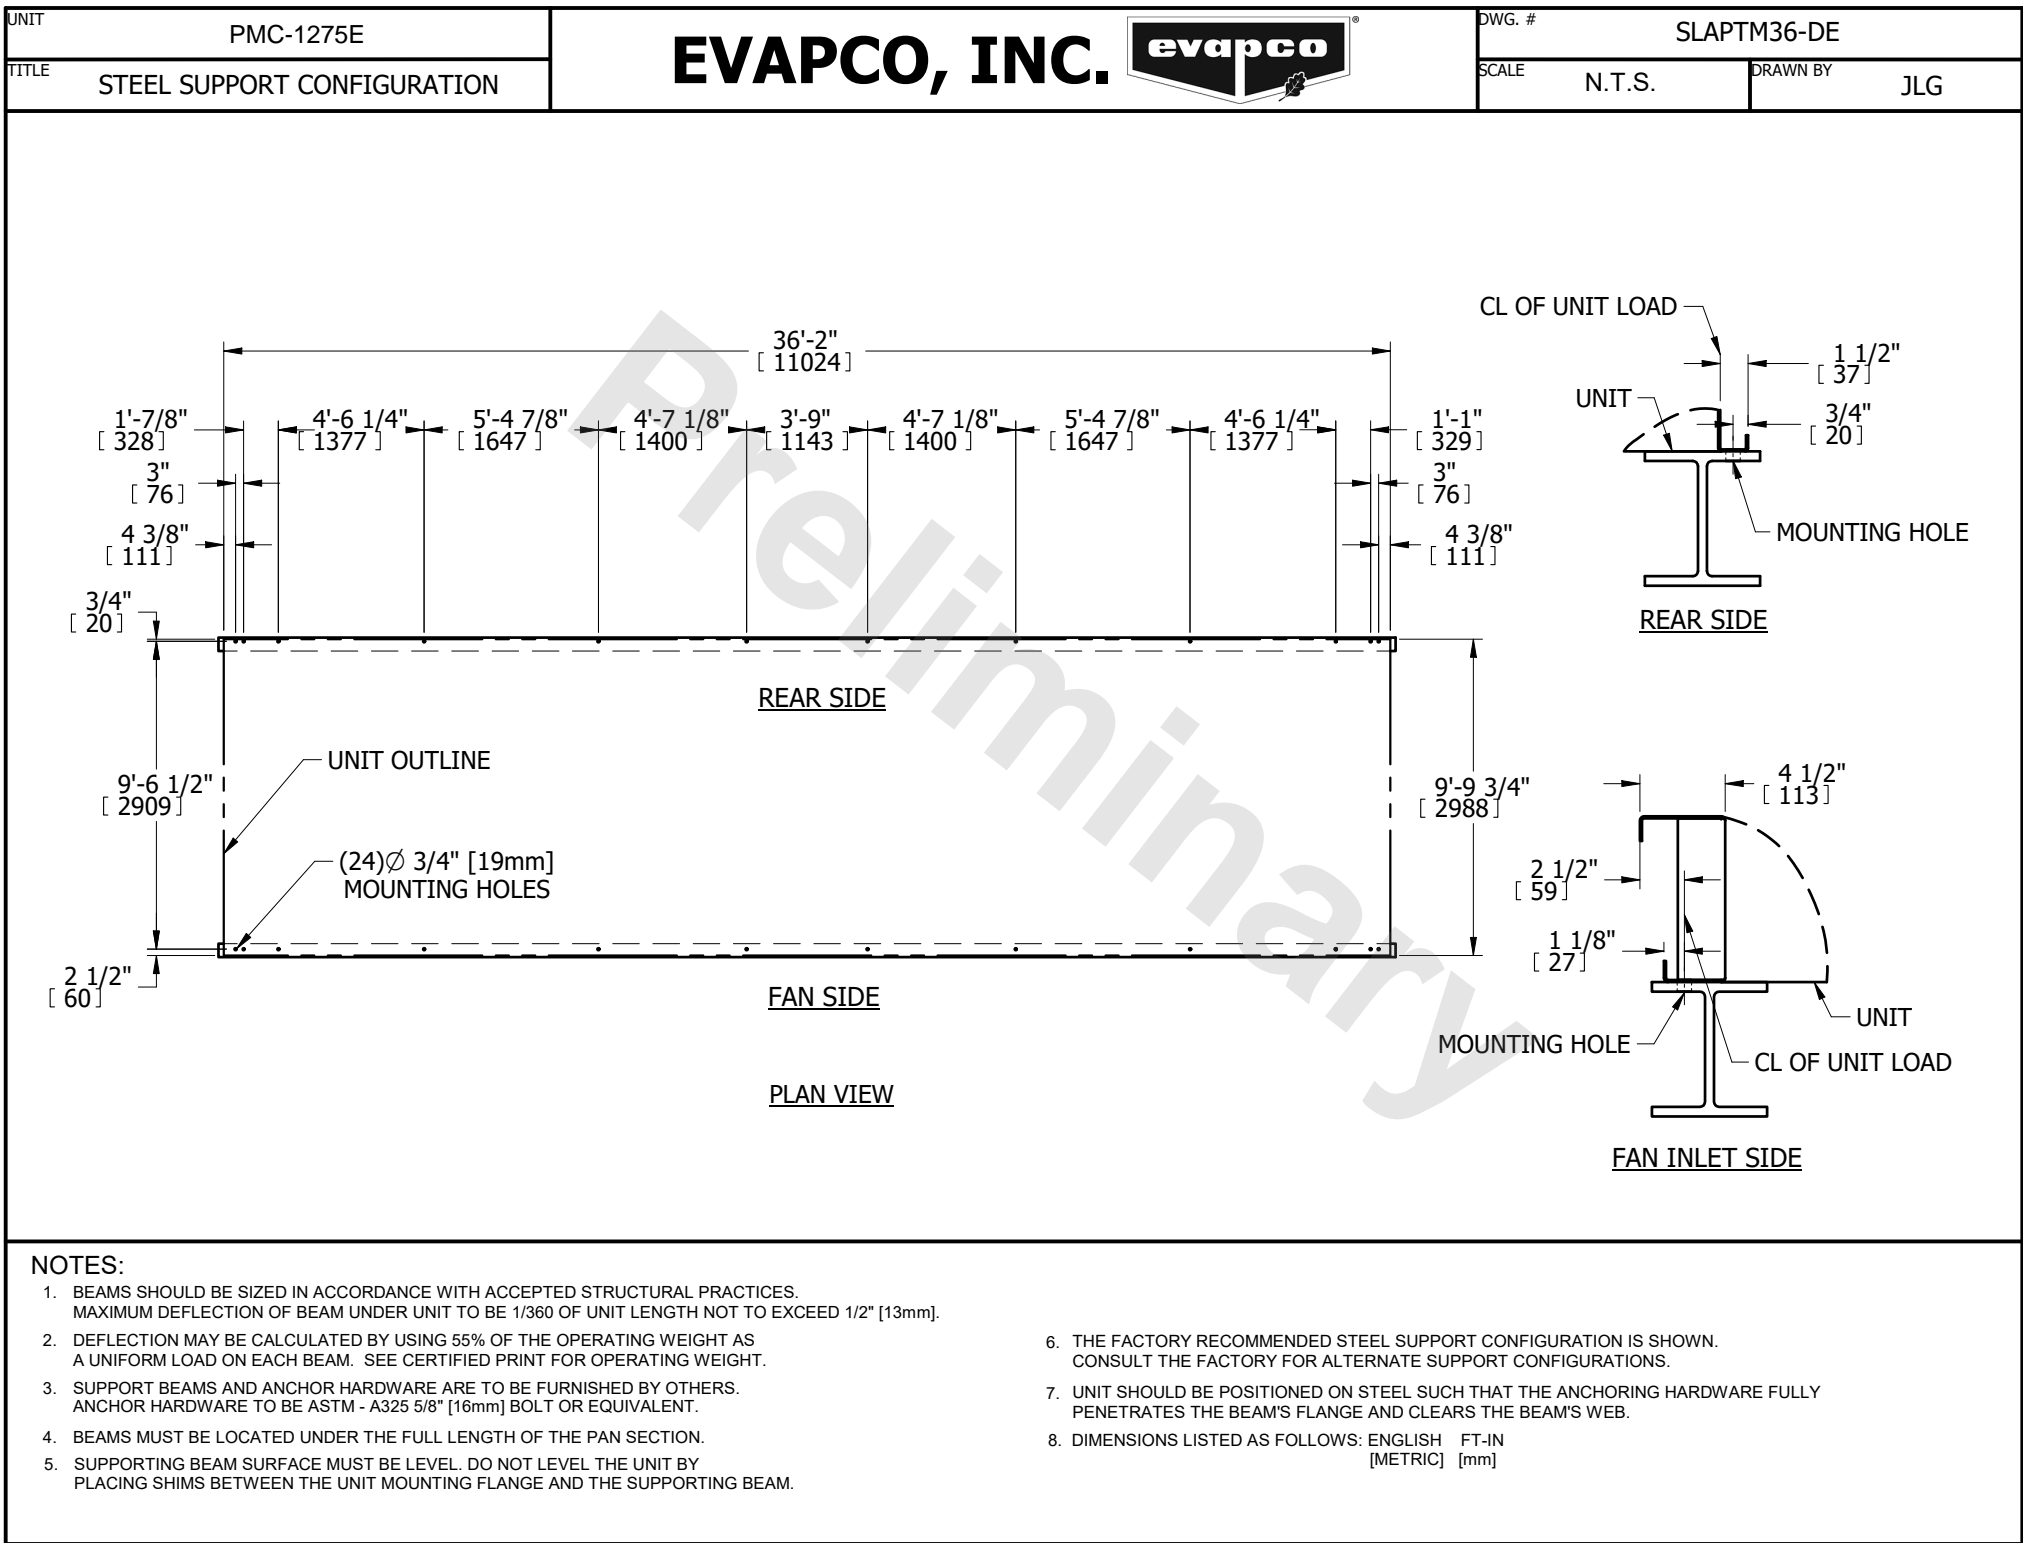 UNIT
PMC-1275E
TITLE
STEEL SUPPORT CONFIGURATION
EVAPCO, INC.
evapco
®
DWG. #
SLAPTM36-DE
SCALE
N.T.S.
DRAWN BY
JLG
36'-2"
[ 11024]
1'-7/8"
[ 328]
4'-6 1/4"
[ 1377 ]
5'-4 7/8"
[ 1647 ]
4'-7 1/8"
[ 1400 ]
3'-9"
[ 1143 ]
4'-7 1/8"
[ 1400 ]
5'-4 7/8"
[ 1647 ]
4'-6 1/4"
[ 1377 ]
1'-1"
[ 329]
3"
[ 76]
3"
[ 76]
4 3/8"
[ 111]
4 3/8"
[ 111]
3/4"
[ 20]
REAR SIDE
UNIT OUTLINE
9'-6 1/2"
[ 2909]
9'-9 3/4"
[ 2988]
(24)∅ 3/4" [19mm]
MOUNTING HOLES
2 1/2"
[ 60]
FAN SIDE
PLAN VIEW
Preliminary
CL OF UNIT LOAD
1 1/2"
[ 37]
UNIT
3/4"
[ 20]
MOUNTING HOLE
REAR SIDE
4 1/2"
[ 113]
2 1/2"
[ 59]
1 1/8"
[ 27]
UNIT
MOUNTING HOLE
CL OF UNIT LOAD
FAN INLET SIDE
NOTES:
1. BEAMS SHOULD BE SIZED IN ACCORDANCE WITH ACCEPTED STRUCTURAL PRACTICES.
MAXIMUM DEFLECTION OF BEAM UNDER UNIT TO BE 1/360 OF UNIT LENGTH NOT TO EXCEED 1/2" [13mm].
2. DEFLECTION MAY BE CALCULATED BY USING 55% OF THE OPERATING WEIGHT AS
A UNIFORM LOAD ON EACH BEAM. SEE CERTIFIED PRINT FOR OPERATING WEIGHT.
3. SUPPORT BEAMS AND ANCHOR HARDWARE ARE TO BE FURNISHED BY OTHERS.
ANCHOR HARDWARE TO BE ASTM - A325 5/8" [16mm] BOLT OR EQUIVALENT.
4. BEAMS MUST BE LOCATED UNDER THE FULL LENGTH OF THE PAN SECTION.
5. SUPPORTING BEAM SURFACE MUST BE LEVEL. DO NOT LEVEL THE UNIT BY
PLACING SHIMS BETWEEN THE UNIT MOUNTING FLANGE AND THE SUPPORTING BEAM.
6. THE FACTORY RECOMMENDED STEEL SUPPORT CONFIGURATION IS SHOWN.
CONSULT THE FACTORY FOR ALTERNATE SUPPORT CONFIGURATIONS.
7. UNIT SHOULD BE POSITIONED ON STEEL SUCH THAT THE ANCHORING HARDWARE FULLY
PENETRATES THE BEAM'S FLANGE AND CLEARS THE BEAM'S WEB.
8. DIMENSIONS LISTED AS FOLLOWS: ENGLISH FT-IN
[METRIC] [mm]